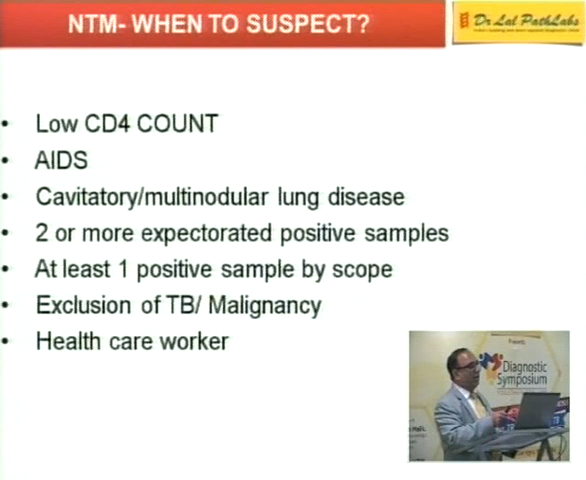 NTM- WHEN TO SUSPECT?
Dr Lal PathLabs
• Low CD4 COUNT
• AIDS
• Cavitatory/multinodular lung disease
• 2 or more expectorated positive samples
• At least 1 positive sample by scope
• Exclusion of TB/ Malignancy
• Health care worker
Diagnostic
Symposium